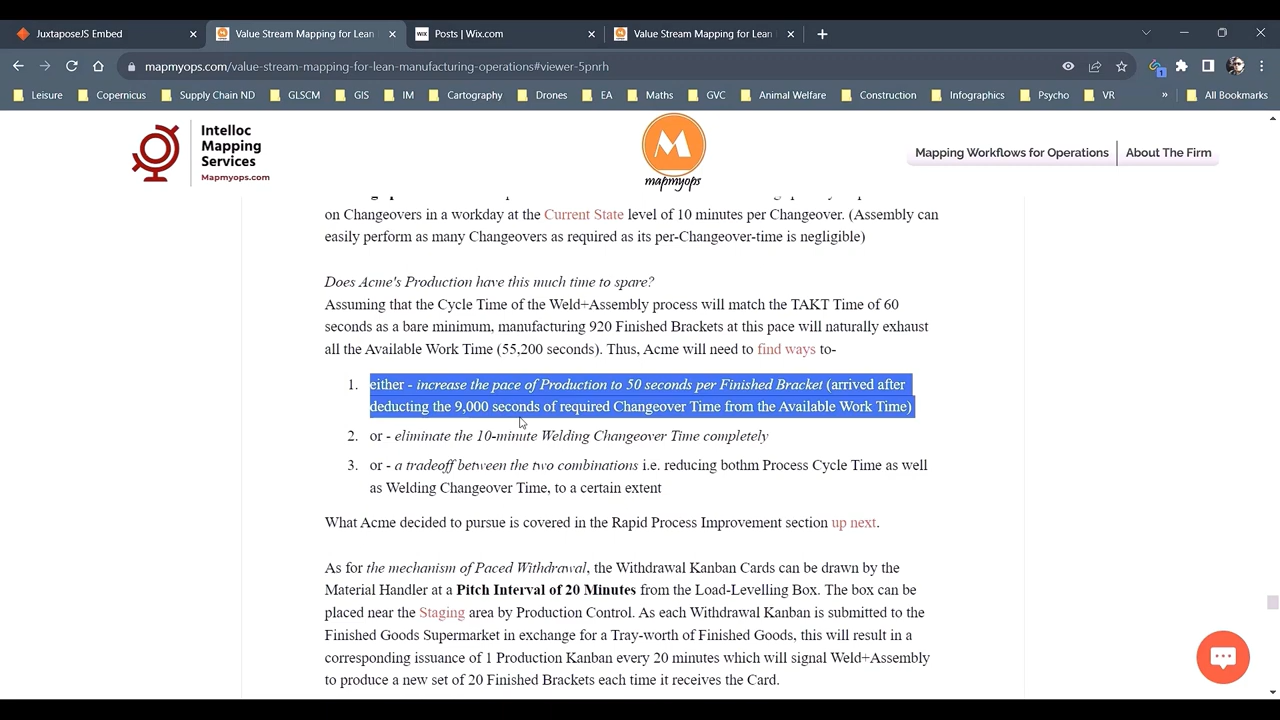 JuxtaposeJS Embed
Value Stream Mapping for Lean
Posts | Wix.com
Value Stream Mapping for Lean
mapmyops.com/value-stream-mapping-for-lean-manufacturing-operations#viewer-5pnrh
Leisure Copernicus Supply Chain ND GLSCM GIS IM Cartography Drones EA Maths GVC Animal Welfare Construction Infographics Psycho VR » All Bookmarks
Intelloc
Mapping
Services
Mapmyops.com
M
mapmyops
Mapping Workflows for Operations
About The Firm
on Changeovers in a workday at the Current State level of 10 minutes per Changeover. (Assembly can
easily perform as many Changeovers as required as its per-Changeover-time is negligible)
Does Acme's Production have this much time to spare?
Assuming that the Cycle Time of the Weld+Assembly process will match the TAKT Time of 60
seconds as a bare minimum, manufacturing 920 Finished Brackets at this pace will naturally exhaust
all the Available Work Time (55,200 seconds). Thus, Acme will need to find ways to-
1. either - increase the pace of Production to 50 seconds per Finished Bracket (arrived after
deducting the 9,000 seconds of required Changeover Time from the Available Work Time)
2. or - eliminate the 10-minute Welding Changeover Time completely
3. or - a tradeoff between the two combinations i.e. reducing bothm Process Cycle Time as well
as Welding Changeover Time, to a certain extent
What Acme decided to pursue is covered in the Rapid Process Improvement section up next.
As for the mechanism of Paced Withdrawal, the Withdrawal Kanban Cards can be drawn by the
Material Handler at a Pitch Interval of 20 Minutes from the Load-Levelling Box. The box can be
placed near the Staging area by Production Control. As each Withdrawal Kanban is submitted to the
Finished Goods Supermarket in exchange for a Tray-worth of Finished Goods, this will result in a
corresponding issuance of 1 Production Kanban every 20 minutes which will signal Weld+Assembly
to produce a new set of 20 Finished Brackets each time it receives the Card.